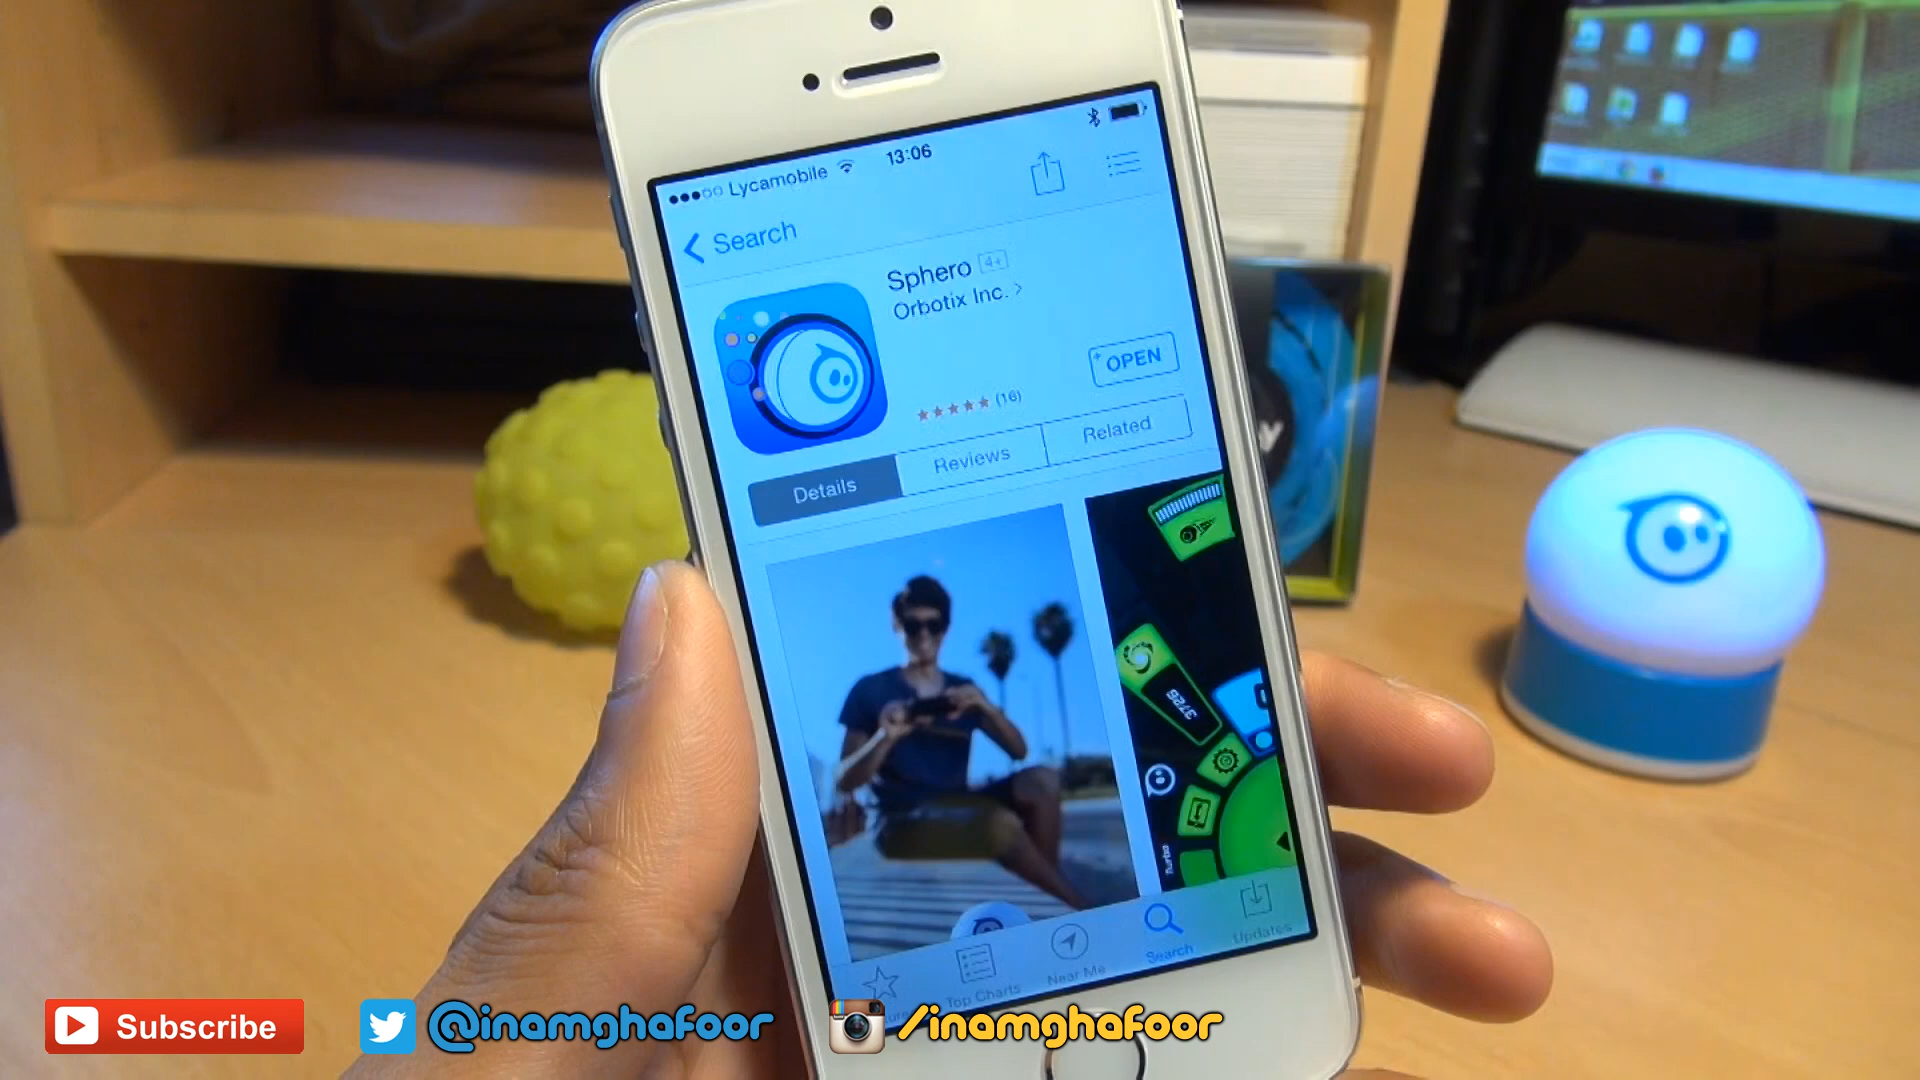 Lycamobile 13:06
Search
Sphero 4+
Orbotix Inc.
OPEN
(16)
Details Reviews Related
3726
Turbo
Top Charts Near Me Search Updates
Subscribe @inamghafoor /inamghafoor